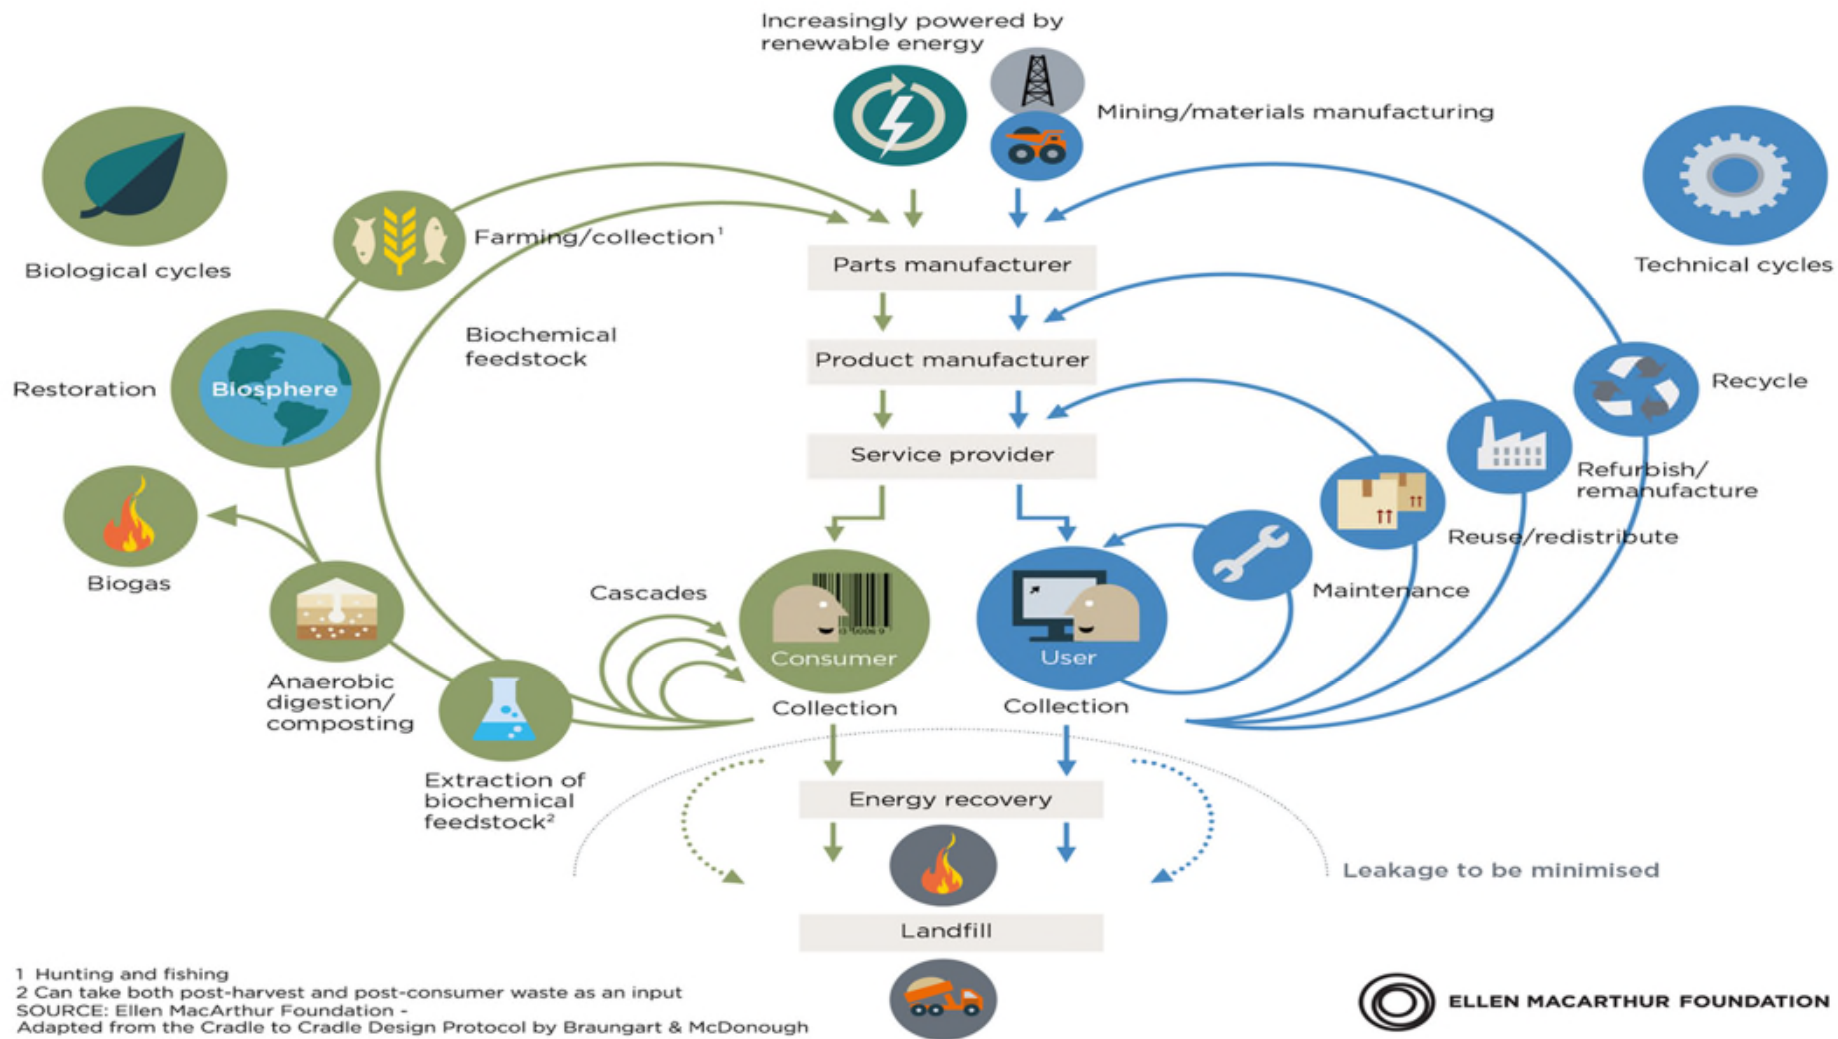 Increasingly powered by
renewable energy
Mining/materials manufacturing
Biological cycles
Technical cycles
Farming/collection¹
Parts manufacturer
Biochemical
feedstock
Product manufacturer
Restoration
Biosphere
Recycle
Service provider
Refurbish/
remanufacture
Reuse/redistribute
Biogas
Cascades
Maintenance
Consumer
User
Anaerobic
digestion/
composting
Collection
Collection
Extraction of
biochemical
feedstock²
Energy recovery
Leakage to be minimised
Landfill
1 Hunting and fishing
2 Can take both post-harvest and post-consumer waste as an input
SOURCE: Ellen MacArthur Foundation -
Adapted from the Cradle to Cradle Design Protocol by Braungart & McDonough
ELLEN MACARTHUR FOUNDATION